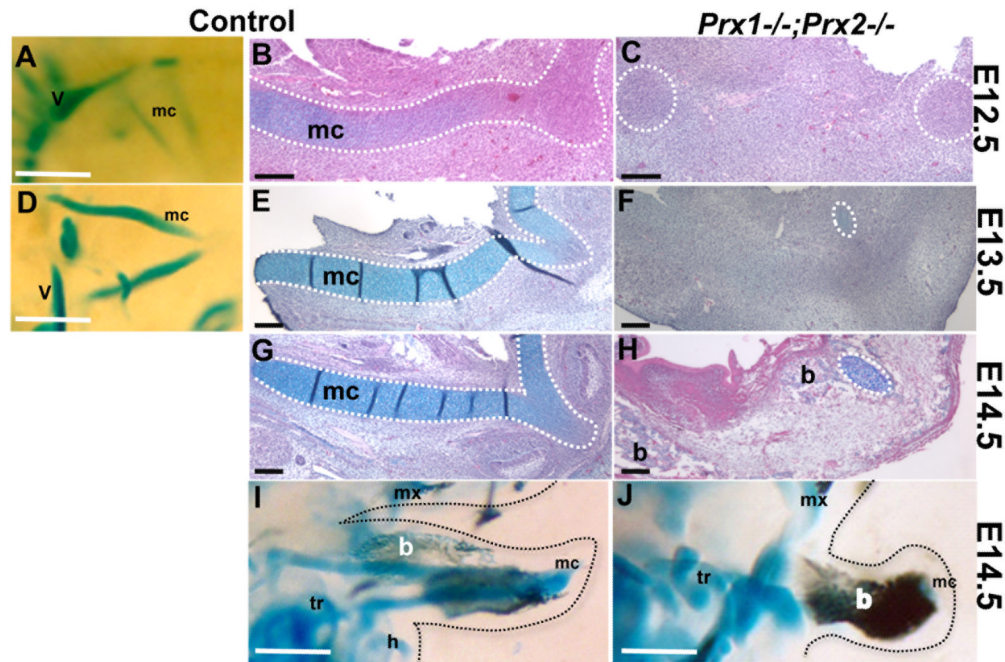 Control
Prx1-/-;Prx2-/-
A
V
mc
B
mc
C
E12.5
D
mc
V
E
mc
F
E13.5
G
mc
H
b
b
E14.5
I
mx
b
mc
tr
h
J
mx
tr
b
mc
E14.5